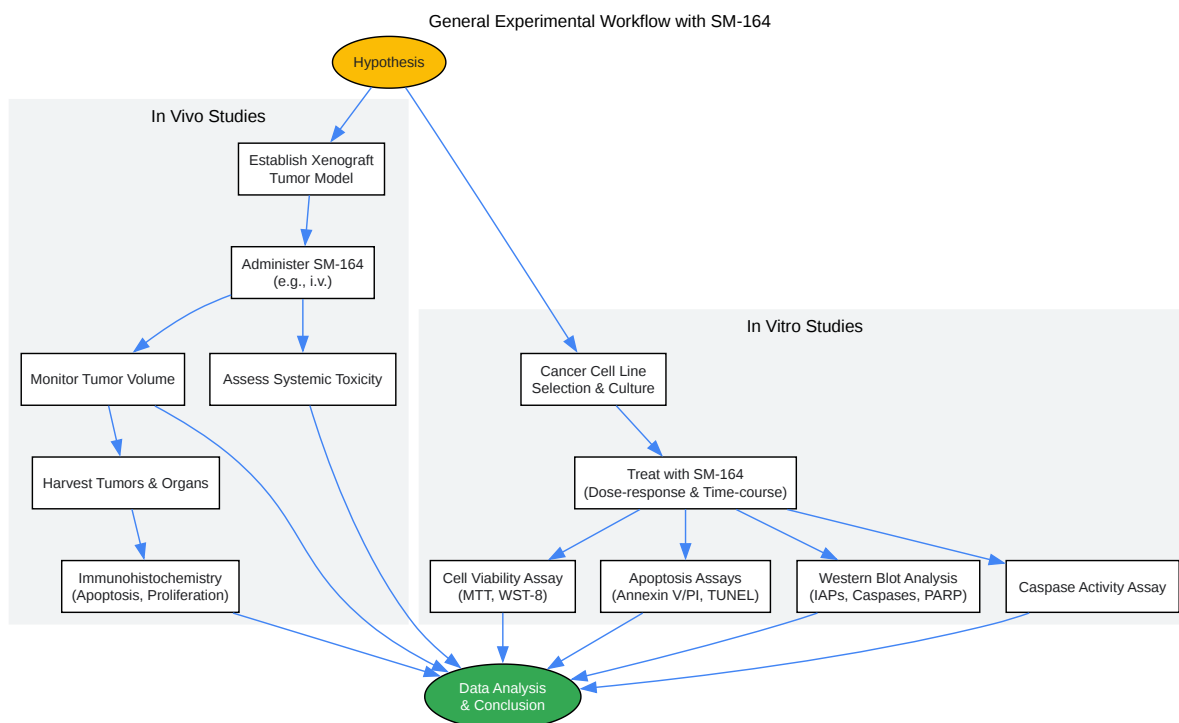 General Experimental Workflow with SM-164
Hypothesis
In Vivo Studies
Establish Xenograft
Tumor Model
Administer SM-164
(e.g., i.v.)
Monitor Tumor Volume
Assess Systemic Toxicity
Harvest Tumors & Organs
Immunohistochemistry
(Apoptosis, Proliferation)
In Vitro Studies
Cancer Cell Line
Selection & Culture
Treat with SM-164
(Dose-response & Time-course)
Cell Viability Assay
(MTT, WST-8)
Apoptosis Assays
(Annexin V/PI, TUNEL)
Western Blot Analysis
(IAPs, Caspases, PARP)
Caspase Activity Assay
Data Analysis
& Conclusion